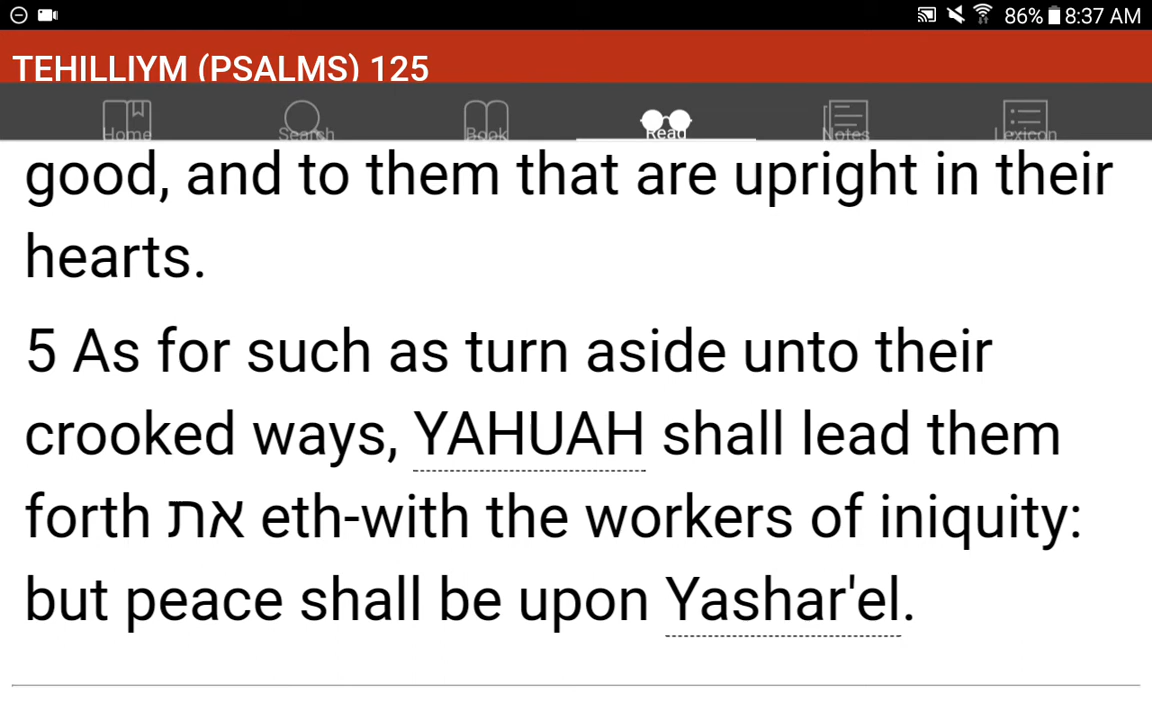 86% 8:37 AM
TEHILLIYM (PSALMS) 125
Home Search Book Read Notes Lexicon
good, and to them that are upright in their
hearts.
5 As for such as turn aside unto their
crooked ways, YAHUAH shall lead them
forth את eth-with the workers of iniquity:
but peace shall be upon Yashar'el.